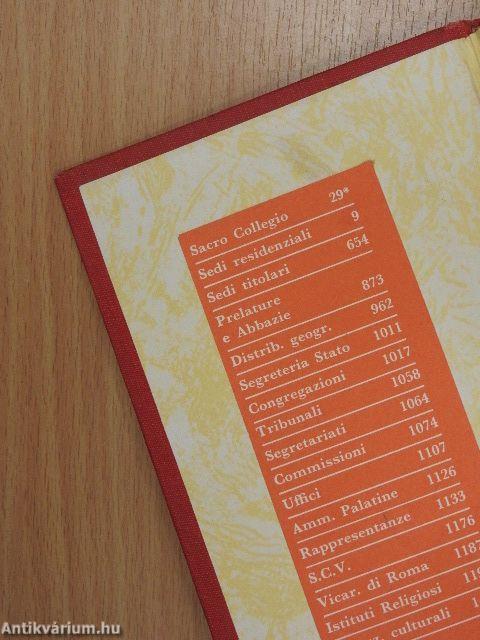 Sacro Collegio 29*
Sedi residenziali 9
Sedi titolari 654
Prelature
e Abbazie 873
Distrib. geogr. 962
Segreteria Stato 1011
Congregazioni 1017
Tribunali 1058
Segretariati 1064
Commissioni 1074
Uffici 1107
Amm. Palatine 1126
Rappresentanze 1133
S.C.V. 1176
Vicar. di Roma 1187
Istituti Religiosi
culturali
Antikvárium.hu